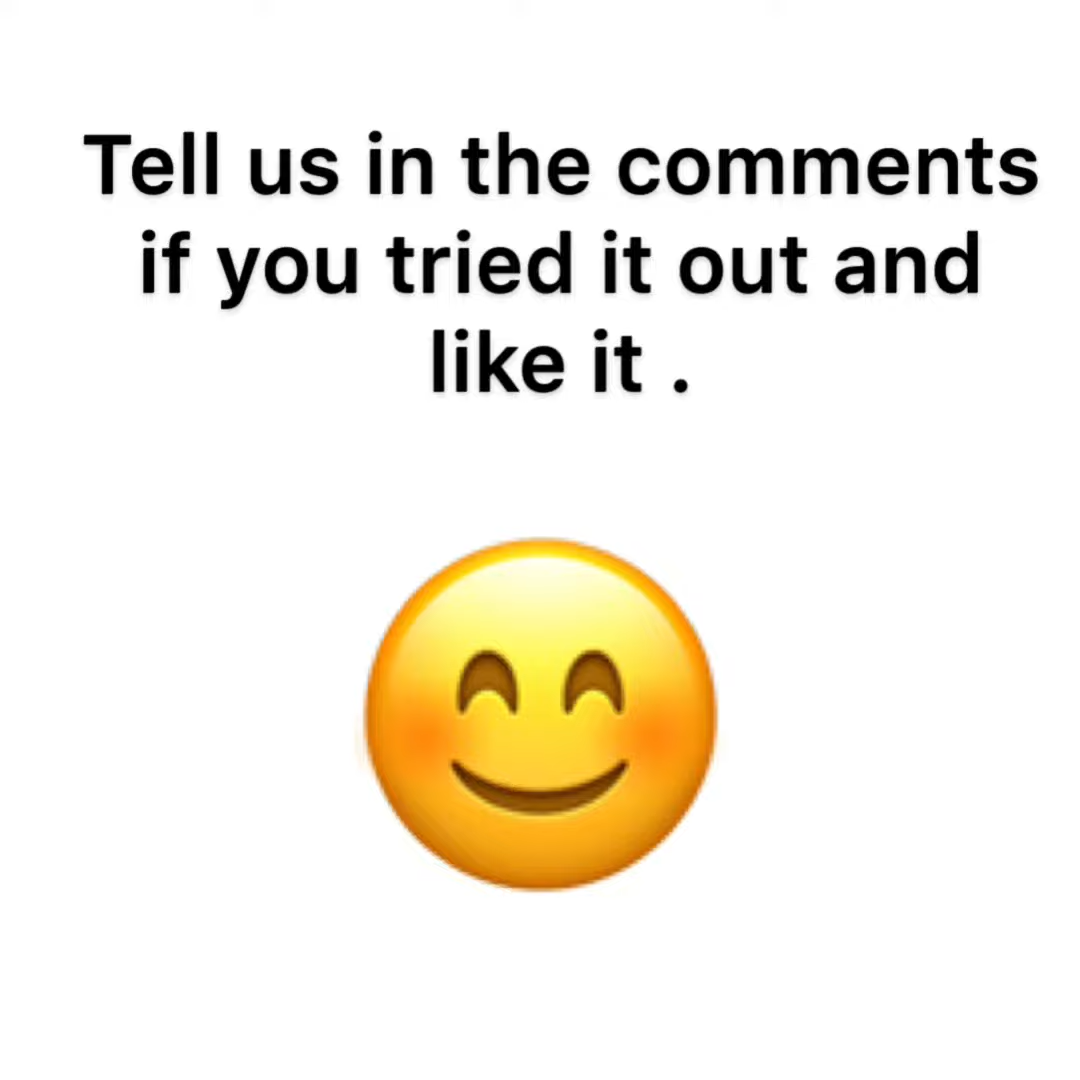 Tell us in the comments
if you tried it out and
like it .